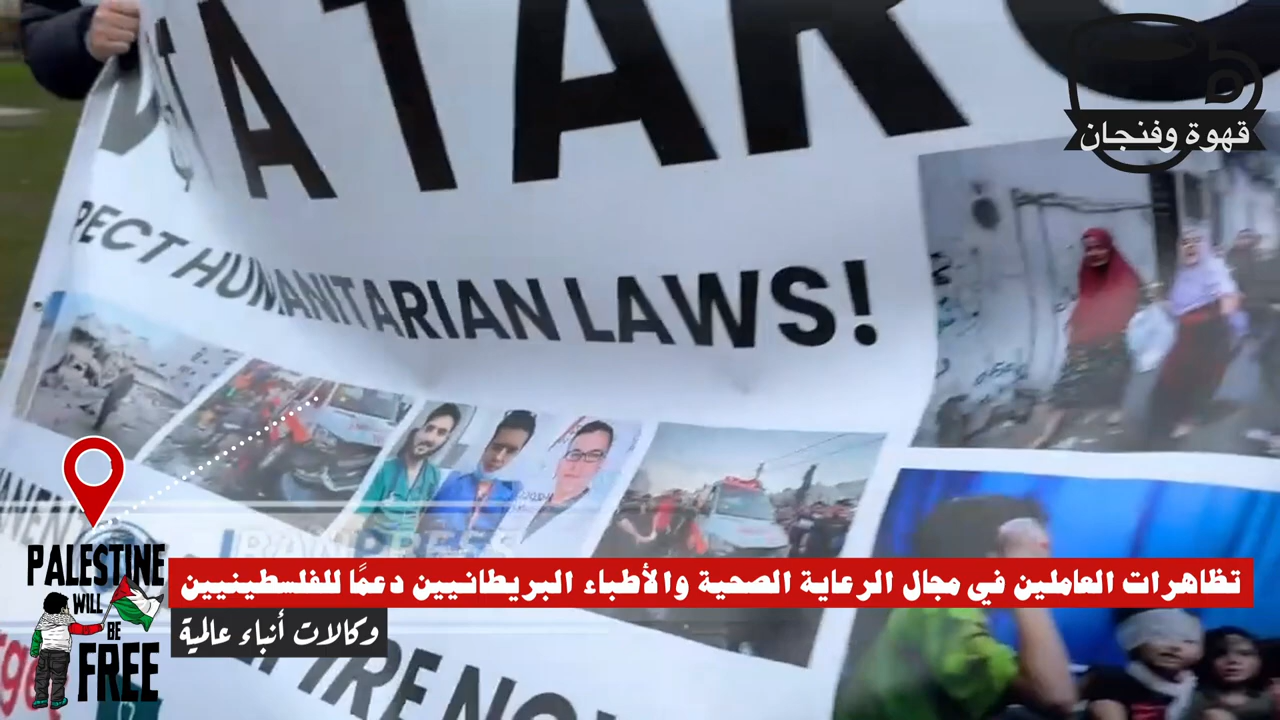 قهوة وفنجان
PECT HUMANITARIAN LAWS!
IRANPRESS
PALESTINE
WILL
BE
FREE
تظاهرات العاملين في مجال الرعاية الصحية والأطباء البريطانيين دعمًا للفلسطينيين
وكالات أنباء عالمية